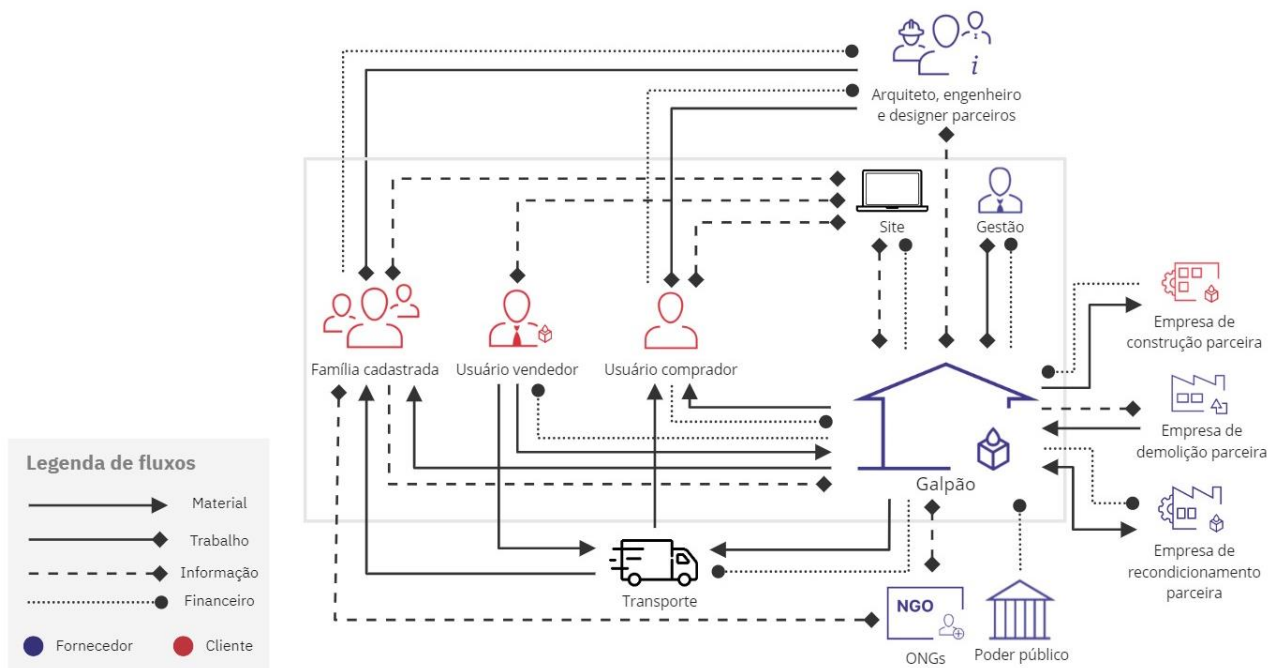 i
Arquiteto, engenheiro
e designer parceiros
Site
Gestão
Empresa de
construção parceira
Família cadastrada
Usuário vendedor
Usuário comprador
Empresa de
demolição parceira
Galpão
Empresa de
recondicionamento
parceira
Transporte
NGO
ONGs
Poder público
Legenda de fluxos
Material
Trabalho
Informação
Financeiro
Fornecedor
Cliente